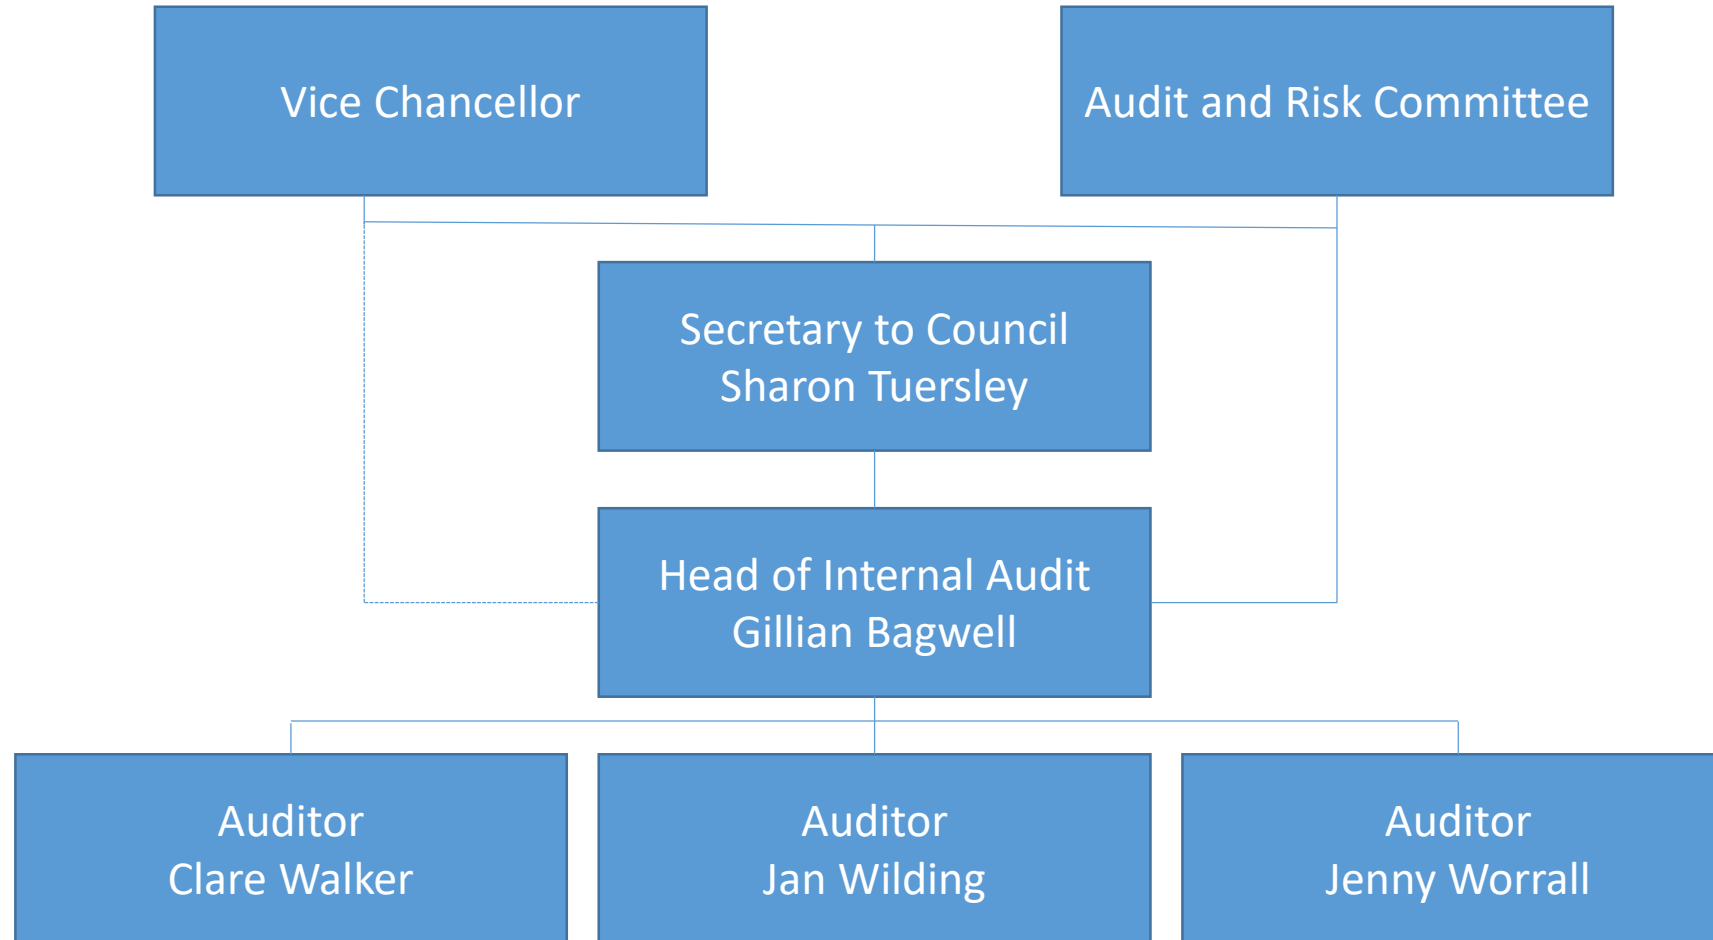 Vice Chancellor
Audit and Risk Committee
Secretary to Council
Sharon Tuersley
Head of Internal Audit
Gillian Bagwell
Auditor
Clare Walker
Auditor
Jan Wilding
Auditor
Jenny Worrall